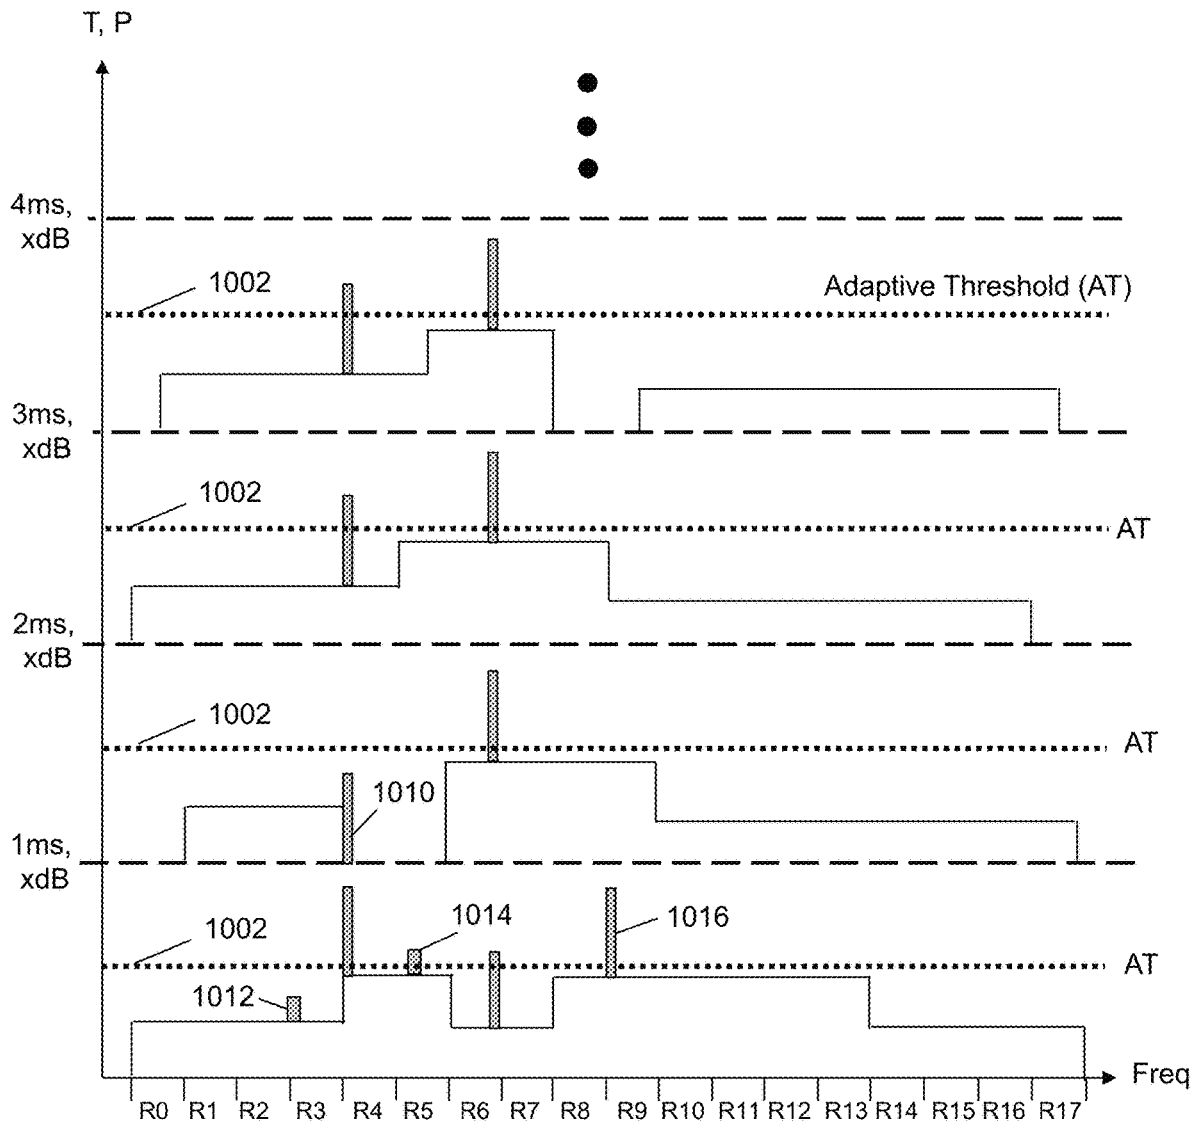 T, P
4ms,
xdB
1002
Adaptive Threshold (AT)
3ms,
xdB
1002
AT
2ms,
xdB
1002
AT
1010
1ms,
xdB
1002
1014
1016
AT
1012
Freq
R0 R1 R2 R3 R4 R5 R6 R7 R8 R9 R10 R11 R12 R13 R14 R15 R16 R17